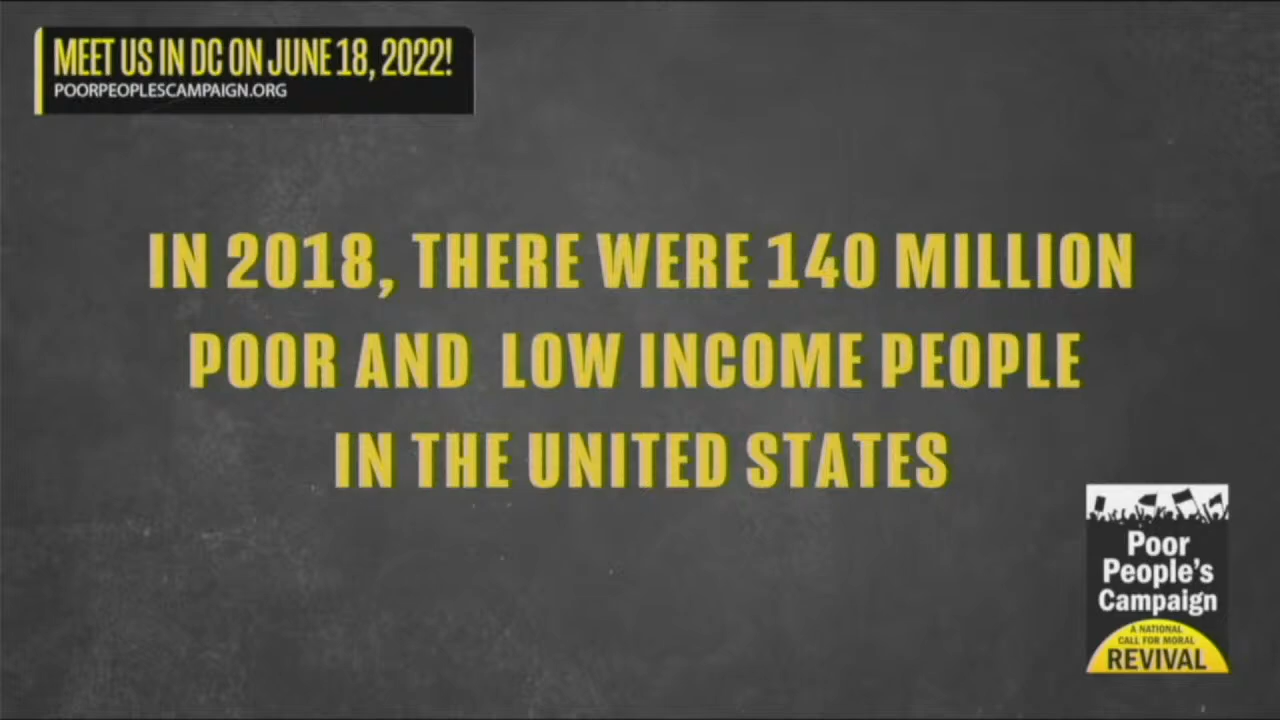 MEET US IN DC ON JUNE 18, 2022!
POORPEOPLESCAMPAIGN.ORG
IN 2018, THERE WERE 140 MILLION
POOR AND LOW INCOME PEOPLE
IN THE UNITED STATES
Poor
People's
Campaign
A NATIONAL
CALL FOR MORAL
REVIVAL